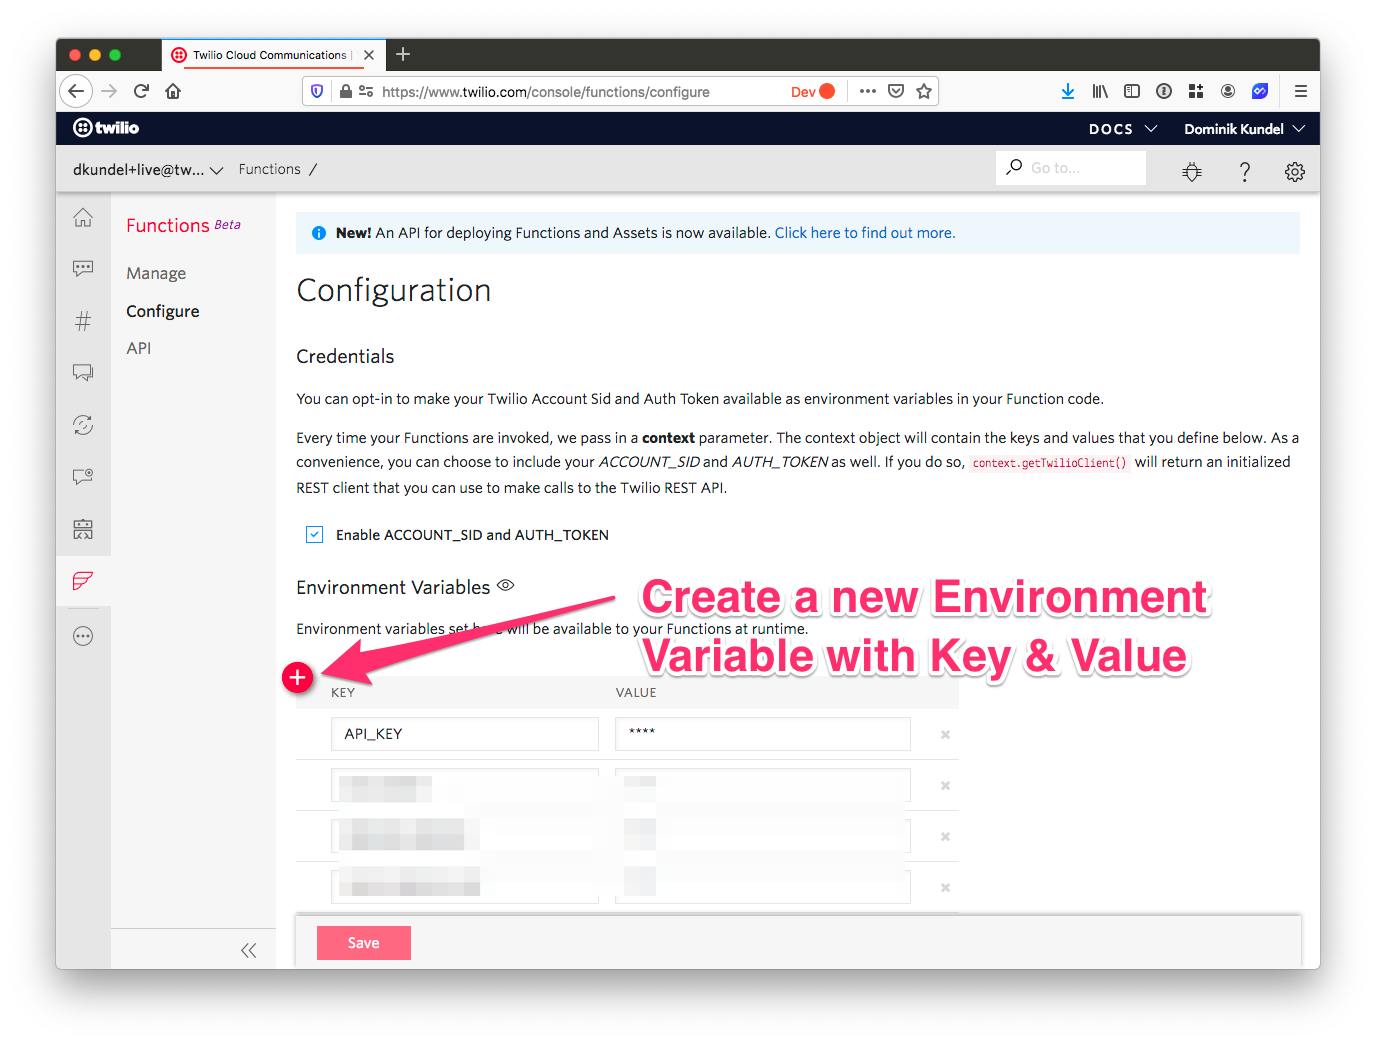 Twilio Cloud Communications |
https://www.twilio.com/console/functions/configure
Dev
twilio
DOCS
Dominik Kundel
dkundel+live@tw...
Functions /
Go to...
Functions Beta
Manage
Configure
API
New! An API for deploying Functions and Assets is now available. Click here to find out more.
Configuration
Credentials
You can opt-in to make your Twilio Account Sid and Auth Token available as environment variables in your Function code.
Every time your Functions are invoked, we pass in a context parameter. The context object will contain the keys and values that you define below. As a
convenience, you can choose to include your ACCOUNT_SID and AUTH_TOKEN as well. If you do so, context.getTwilioClient() will return an initialized
REST client that you can use to make calls to the Twilio REST API.
Enable ACCOUNT_SID and AUTH_TOKEN
Environment Variables
Create a new Environment
Variable with Key & Value
Environment variables set here will be available to your Functions at runtime.
KEY
VALUE
API_KEY
****
Save